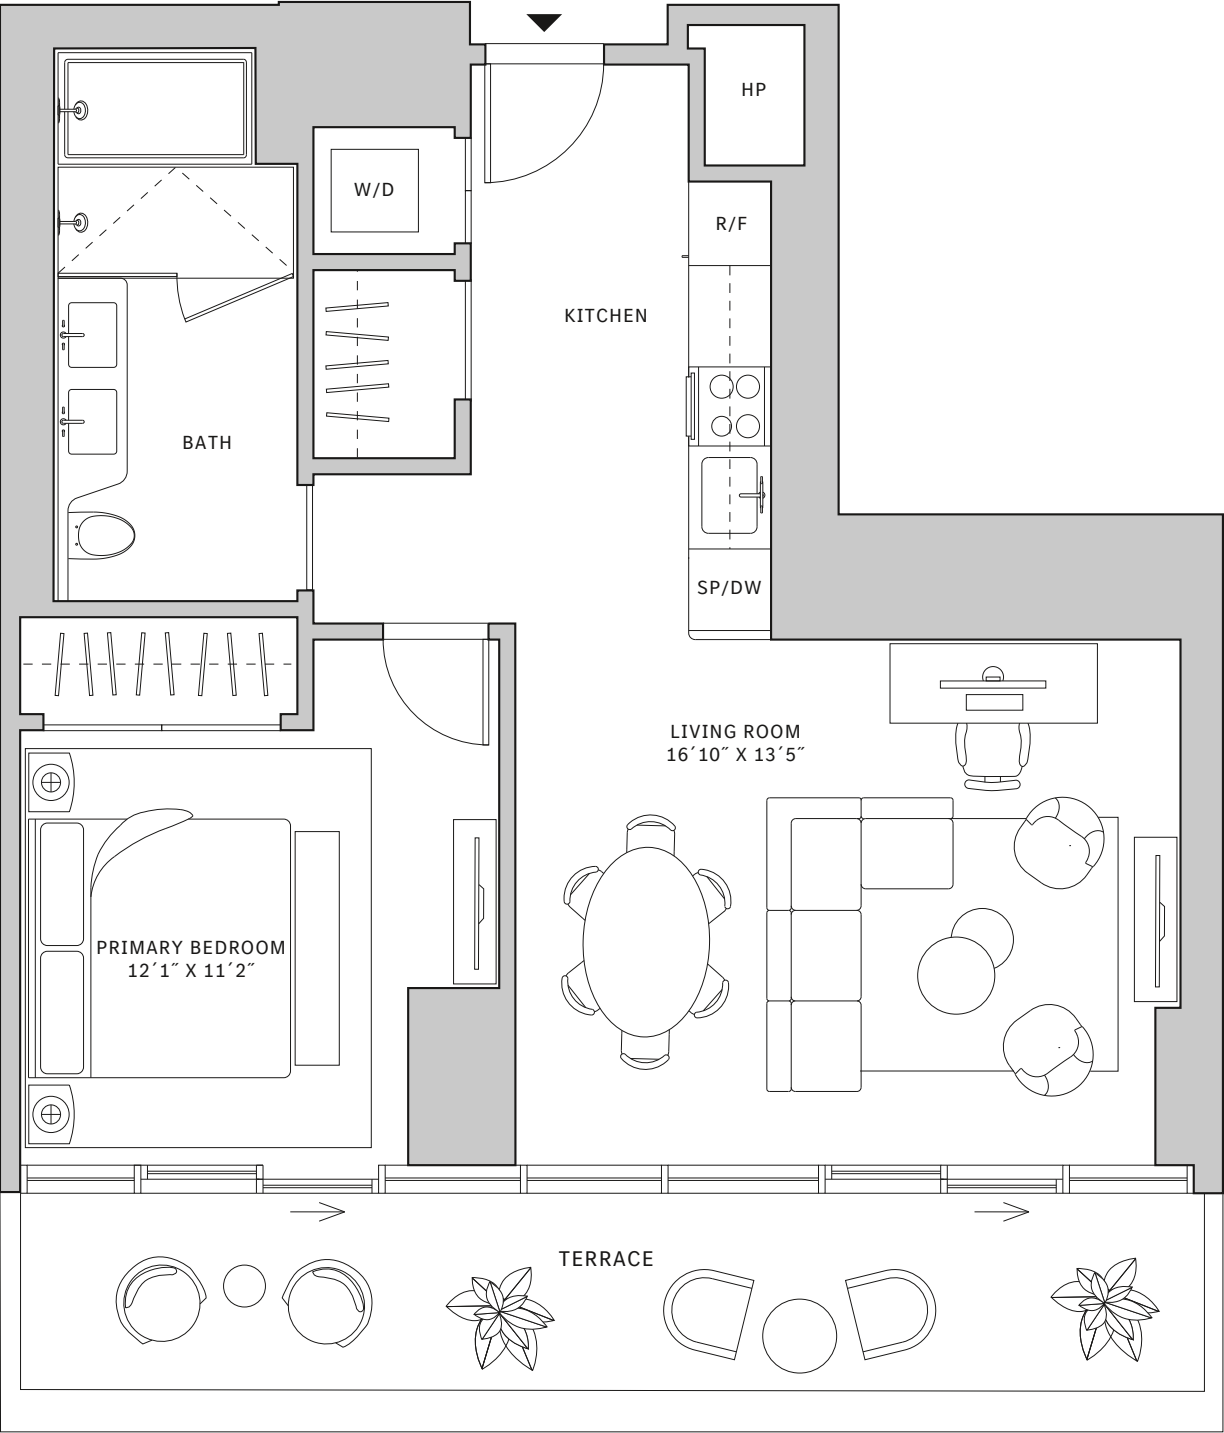 HP
W/D
R/F
KITCHEN
BATH
SP/DW
LIVING ROOM
16´10˝ X 13´5˝
PRIMARY BEDROOM
12´1˝ X 11´2˝
TERRACE